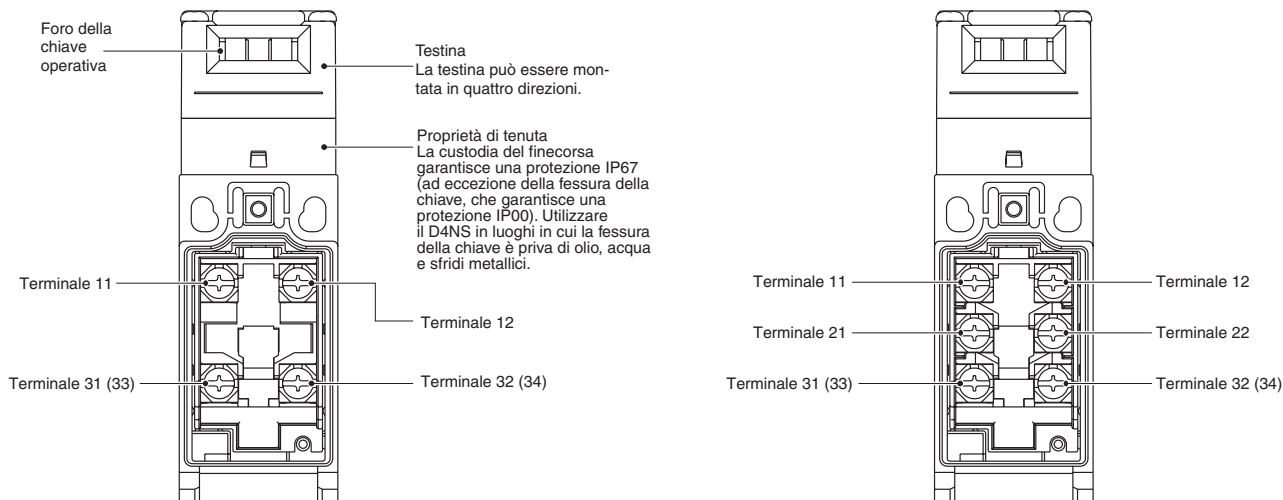 Foro della
chiave
operativa
Testina
La testina può essere mon-
tata in quattro direzioni.
Proprietà di tenuta
La custodia del finecorsa
garantisce una protezione IP67
(ad eccezione della fessura della
chiave, che garantisce una
protezione IP00). Utilizzare
il D4NS in luoghi in cui la fessura
della chiave è priva di olio, acqua
e sfridi metallici.
Terminale 11
Terminale 12
Terminale 31 (33)
Terminale 32 (34)
Terminale 11
Terminale 12
Terminale 21
Terminale 22
Terminale 31 (33)
Terminale 32 (34)